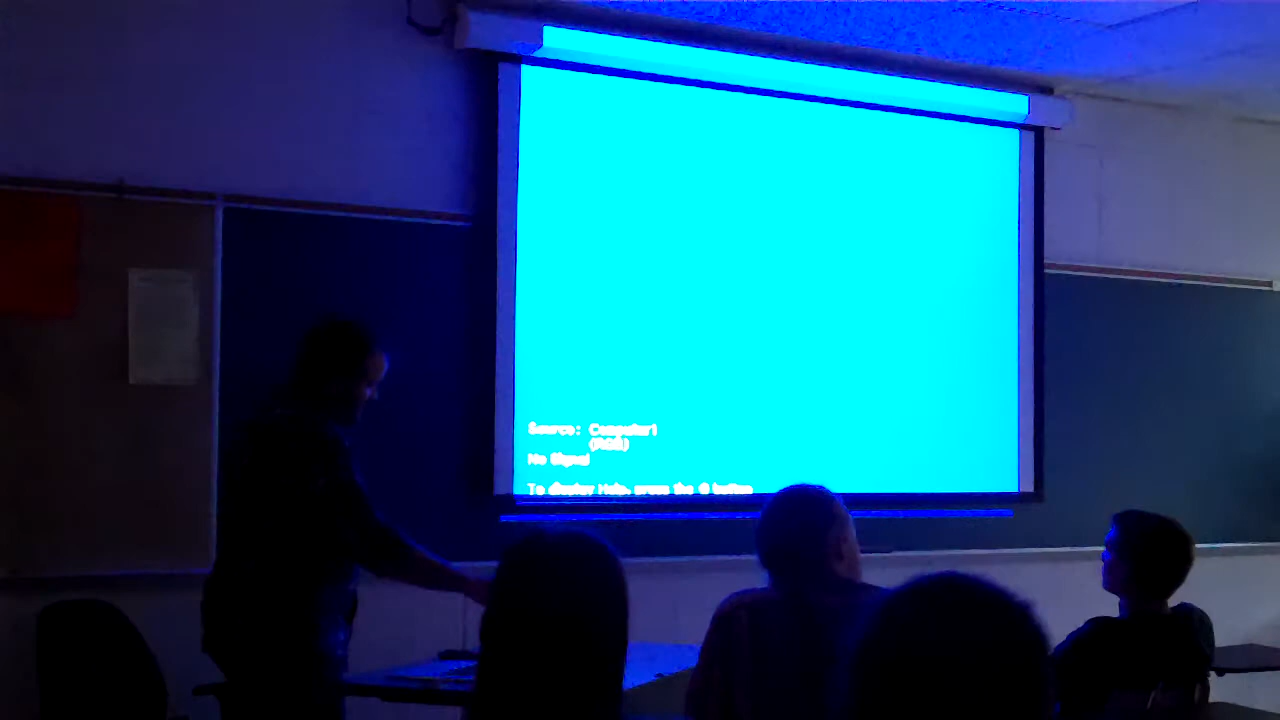 Source: Computer1
(RGB)
No Signal
To display Help, press the button